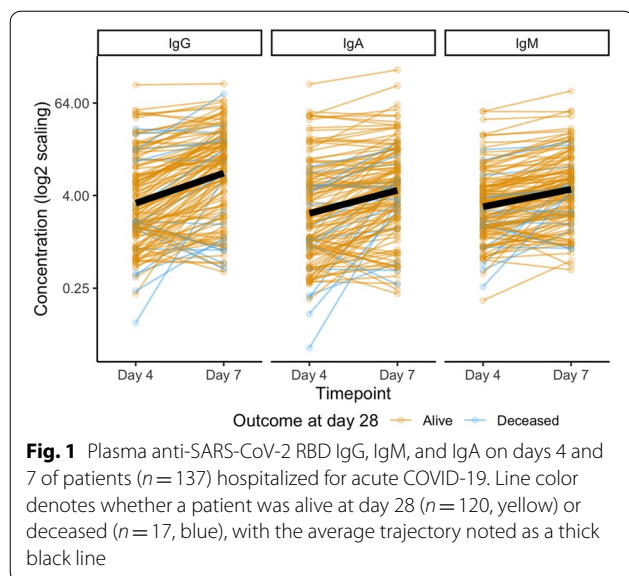 IgG
IgA
IgM
64.00
4.00
0.25
Concentration (log2 scaling)
Day 4
Day 7
Day 4
Day 7
Day 4
Day 7
Timepoint
Outcome at day 28 Alive Deceased
Fig. 1 Plasma anti-SARS-CoV-2 RBD IgG, IgM, and IgA on days 4 and
7 of patients (n = 137) hospitalized for acute COVID-19. Line color
denotes whether a patient was alive at day 28 (n = 120, yellow) or
deceased (n = 17, blue), with the average trajectory noted as a thick
black line